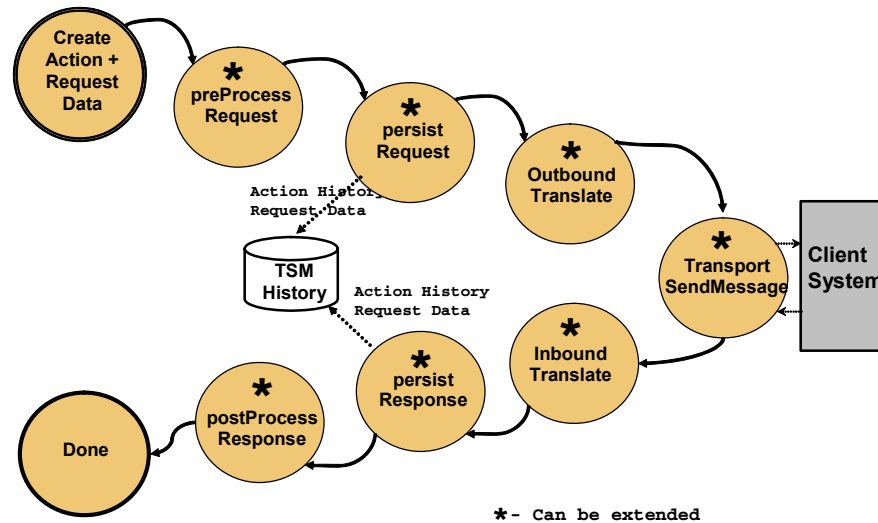 Create
Action +
Request
Data
*
preProcess
Request
*
persist
Request
*
Outbound
Translate
*
Transport
SendMessage
Client
System
Action History
Request Data
TSM
History
Action History
Request Data
*
Inbound
Translate
*
persist
Response
*
postProcess
Response
Done
*- Can be extended